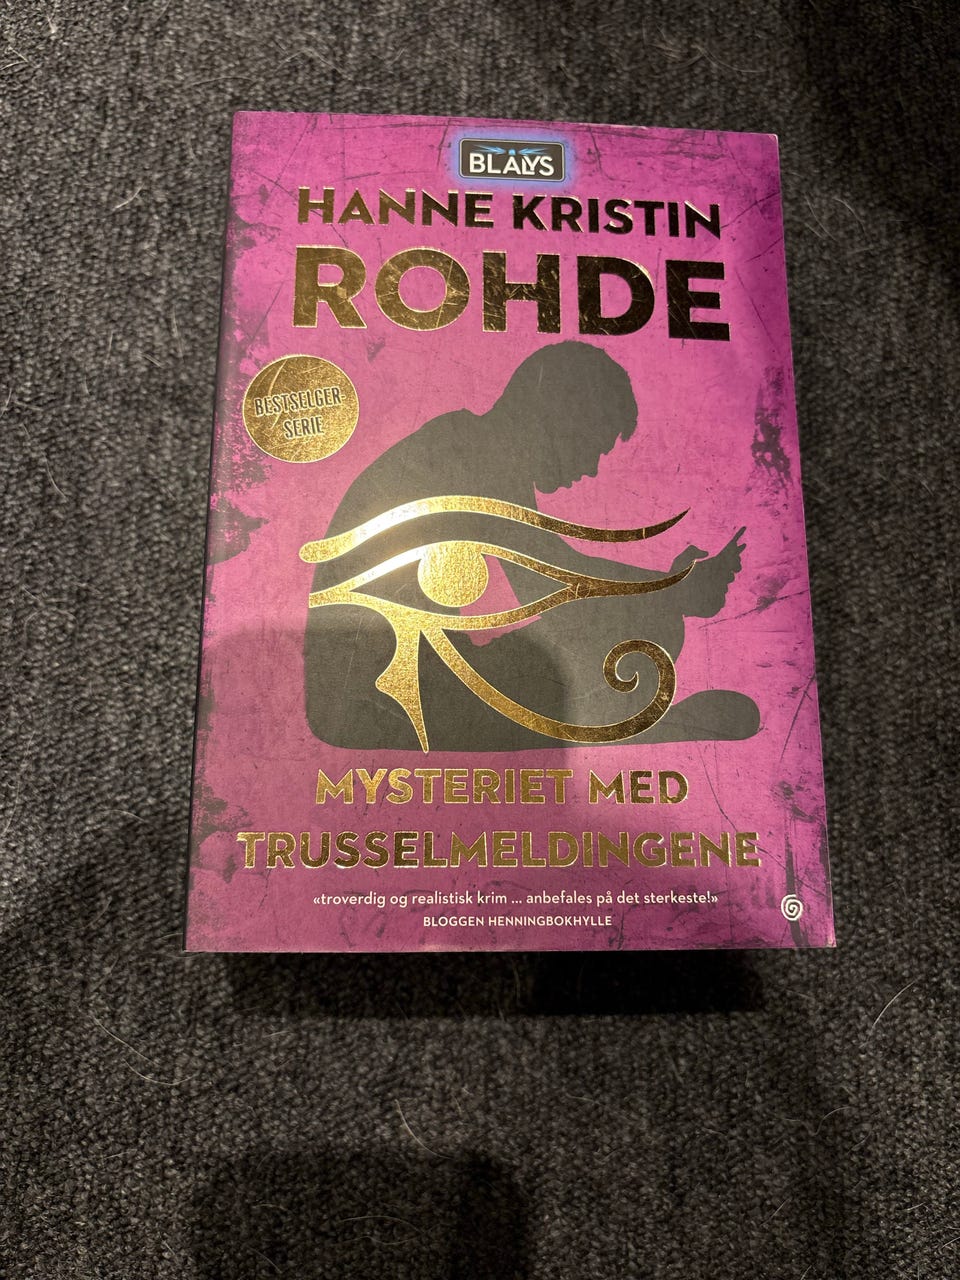 BLÅLYS
HANNE KRISTIN
ROHDE
BESTSELGER-
SERIE
MYSTERIET MED
TRUSSELMELDINGENE
«troverdig og realistisk krim ... anbefales på det sterkeste!»
BLOGGEN HENNINGBOKHYLLE